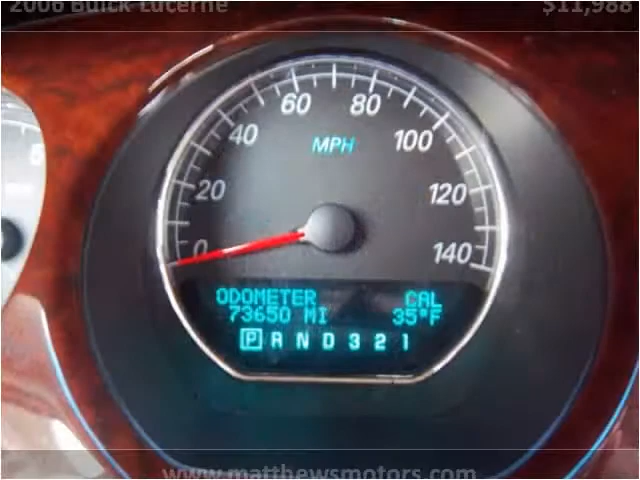 2006 Buick Lucerne $11,988
60 80
40 100
MPH
20 120
0 140
ODOMETER CAL
73650 MI 35°F
P R N D 3 2 1
www.matthewsmotors.com